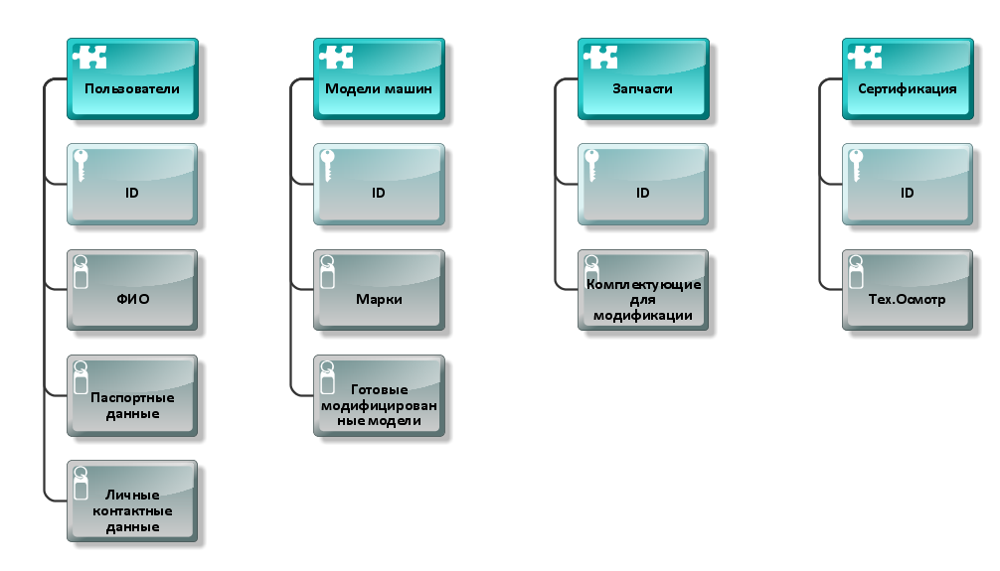 Пользователи
ID
ФИО
Паспортные
данные
Личные
контактные
данные
Модели машин
ID
Марки
Готовые
модифицирован
ные модели
Запчасти
ID
Комплектующие
для
модификации
Сертификация
ID
Тех.Осмотр